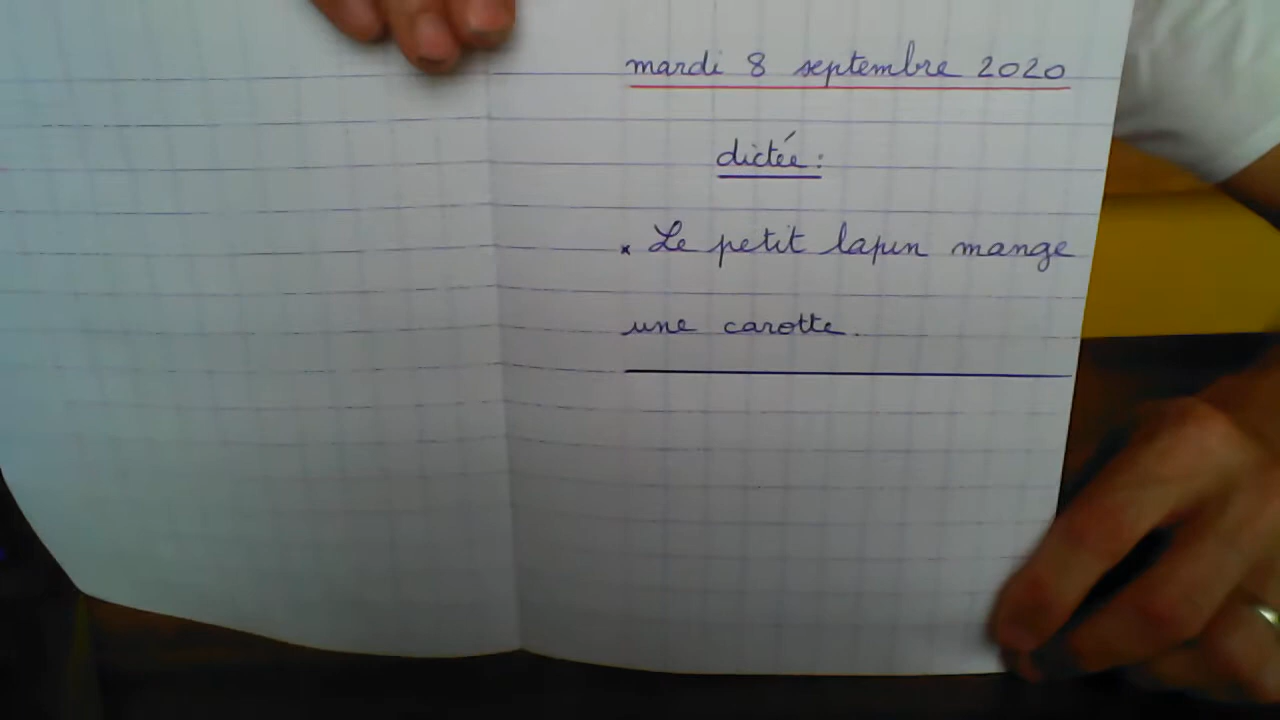 mardi 8 septembre 2020
dictée :
× Le petit lapin mange
une carotte.